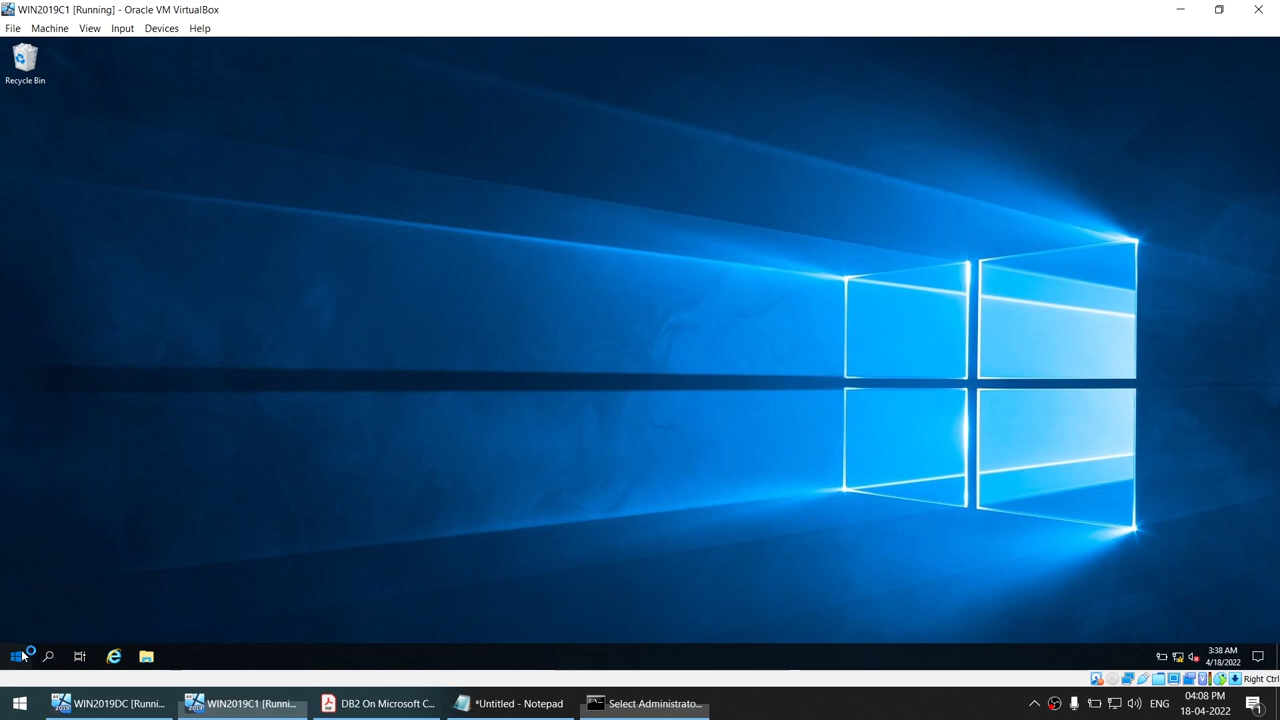 WIN2019C1 [Running] - Oracle VM VirtualBox
File Machine View Input Devices Help
Recycle Bin
3:38 AM
4/18/2022
Right Ctrl
WIN2019DC [Runni...
WIN2019C1 [Runni...
DB2 On Microsoft C...
*Untitled - Notepad
Select Administrato...
ENG
04:08 PM
18-04-2022